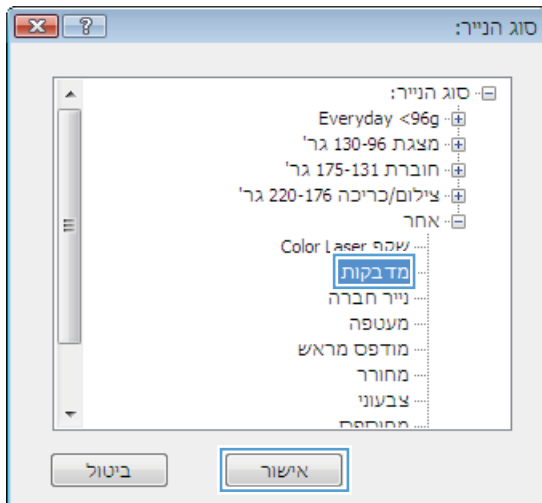 סוג הנייר:
סוג הנייר:
Everyday <96g
מצגת 130-96 גר'
חוברת 175-131 גר'
צילום/כריכה 220-176 גר'
אחר
שקף Color Laser
מדבקות
נייר חברה
מעטפה
מודפס מראש
מחורר
צבעוני
מחוספס
אישור
ביטול